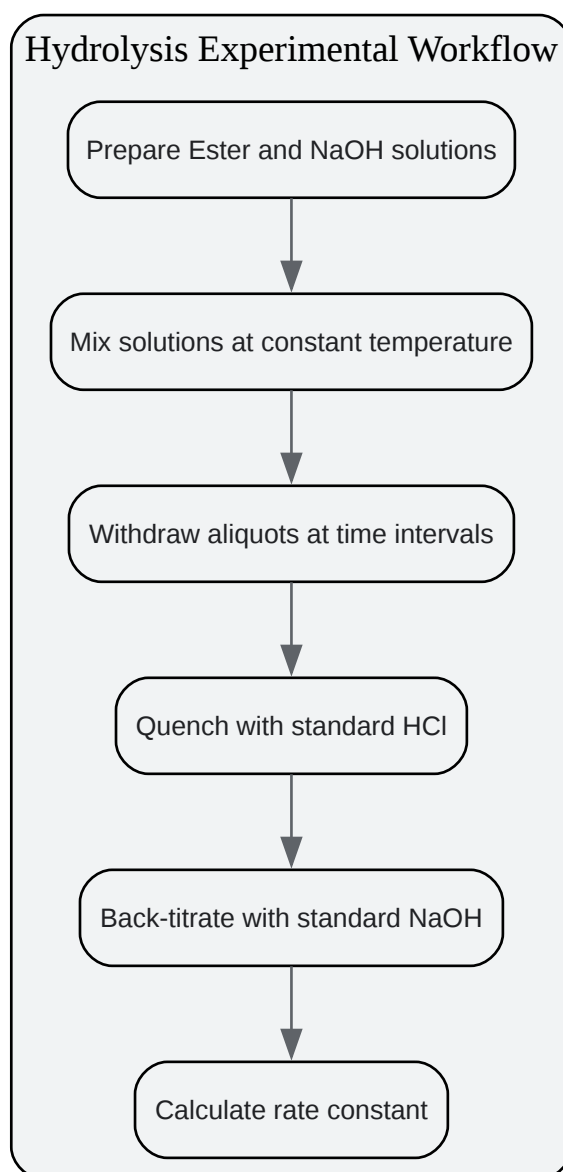 Hydrolysis Experimental Workflow
Prepare Ester and NaOH solutions
Mix solutions at constant temperature
Withdraw aliquots at time intervals
Quench with standard HCl
Back-titrate with standard NaOH
Calculate rate constant